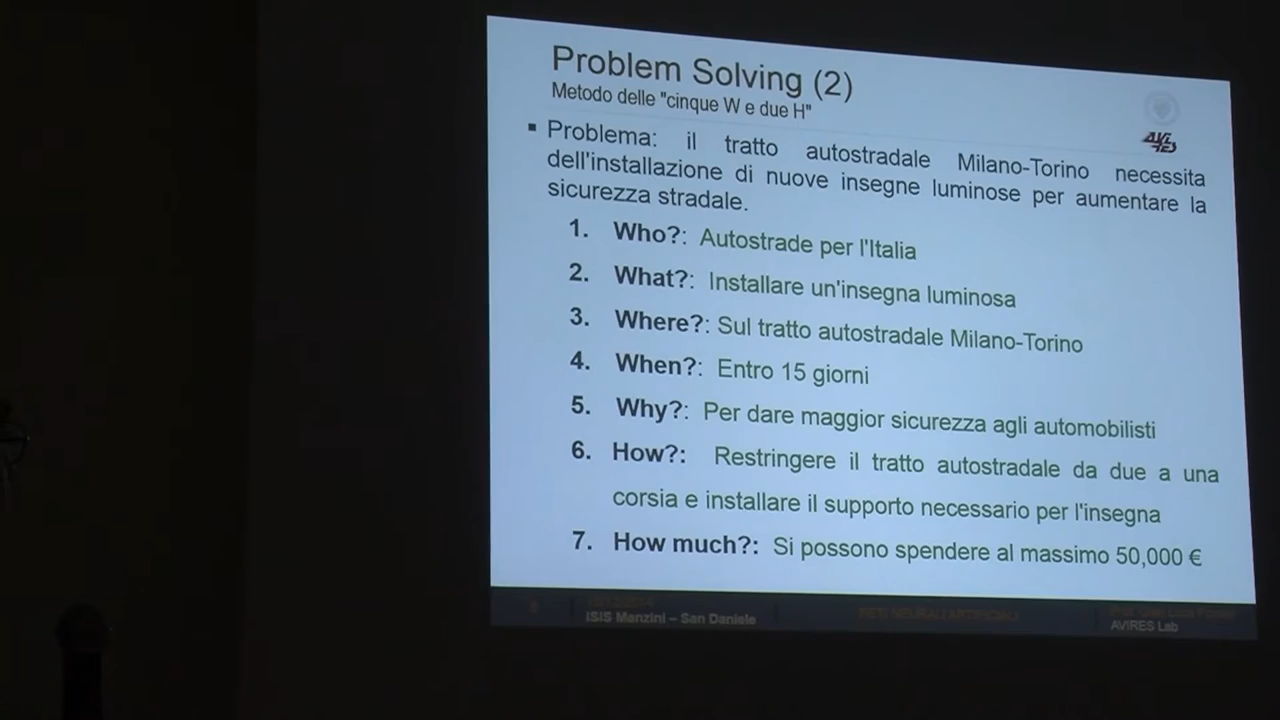 Problem Solving (2)
Metodo delle "cinque W e due H"
▪ Problema: il tratto autostradale Milano-Torino necessita
dell'installazione di nuove insegne luminose per aumentare la
sicurezza stradale.
1. Who?: Autostrade per l'Italia
2. What?: Installare un'insegna luminosa
3. Where?: Sul tratto autostradale Milano-Torino
4. When?: Entro 15 giorni
5. Why?: Per dare maggior sicurezza agli automobilisti
6. How?: Restringere il tratto autostradale da due a una
corsia e installare il supporto necessario per l'insegna
7. How much?: Si possono spendere al massimo 50,000 €
ISIS Manzini – San Daniele
RETI NEURALI ARTIFICIALI
AVIRES Lab